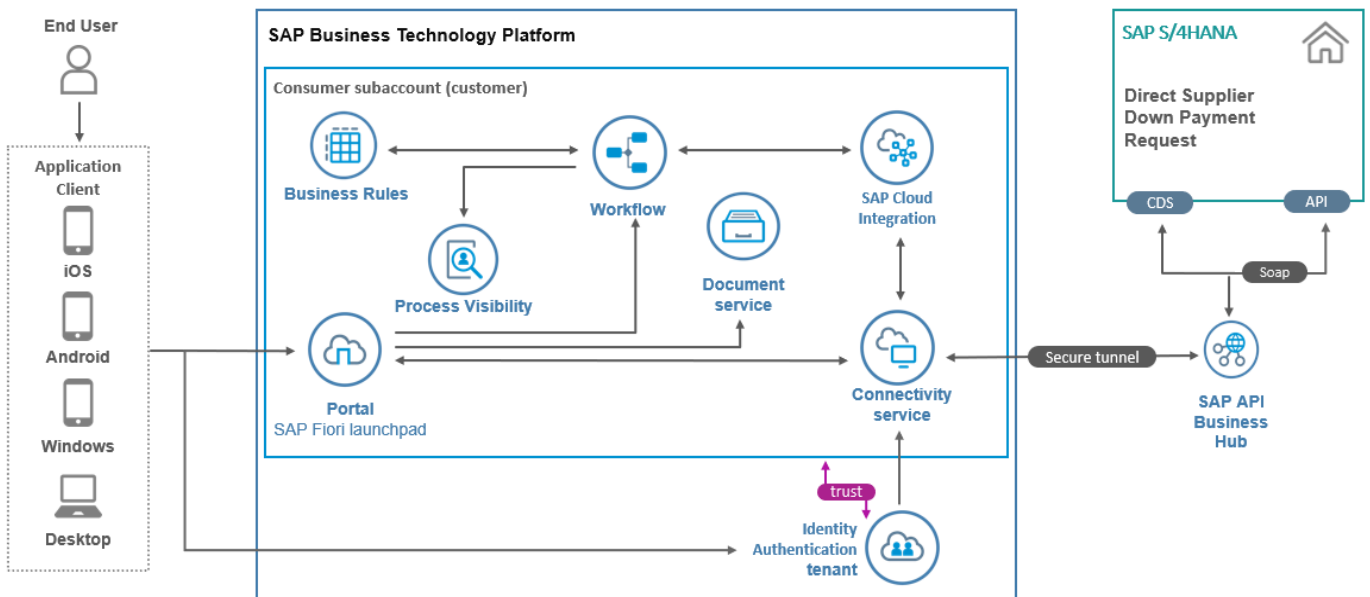 End User
Application
Client
iOS
Android
Windows
Desktop
SAP Business Technology Platform
Consumer subaccount (customer)
Business Rules
Workflow
SAP Cloud
Integration
Process Visibility
Document
service
Portal
SAP Fiori launchpad
Connectivity
service
trust
Identity
Authentication
tenant
Secure tunnel
SAP S/4HANA
Direct Supplier
Down Payment
Request
CDS
API
Soap
SAP API
Business
Hub